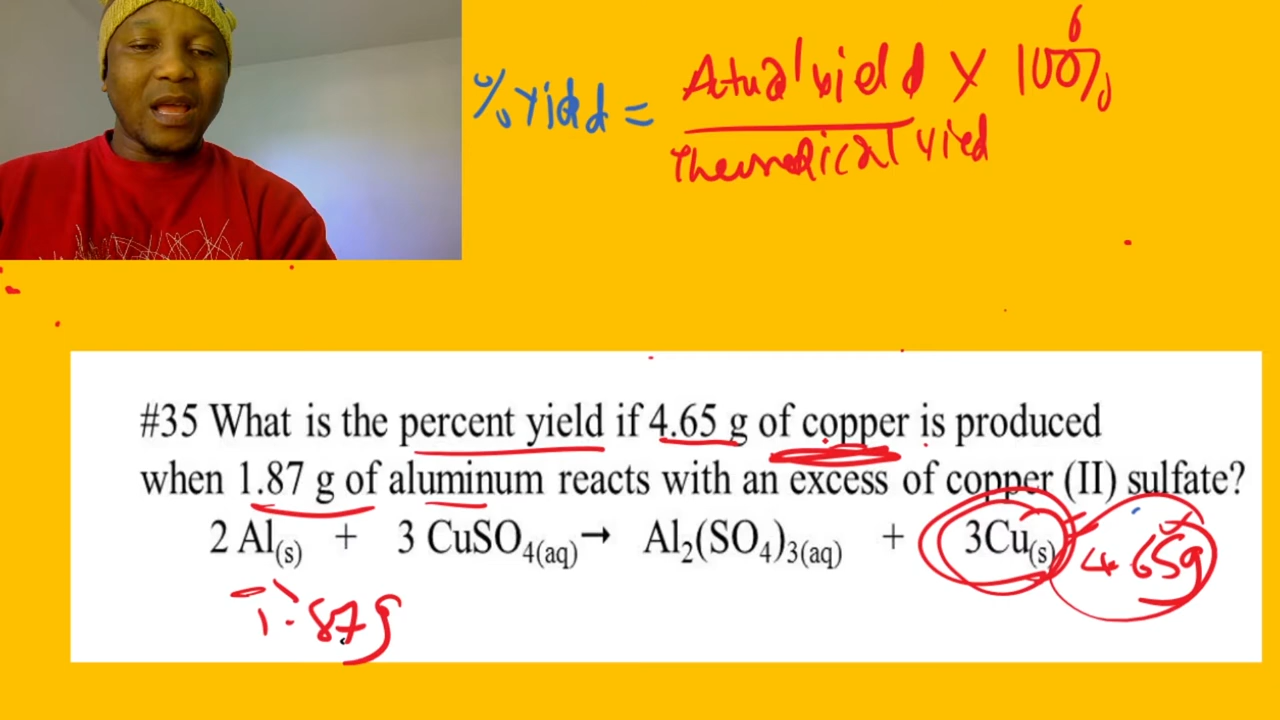 %Yield = Actual yield X 100%
Theoretical yield
#35 What is the percent yield if 4.65 g of copper is produced
when 1.87 g of aluminum reacts with an excess of copper (II) sulfate?
2 Al(s) + 3 CuSO4(aq)→ Al2(SO4)3(aq) + 3Cu(s) 4.65g
1.87g